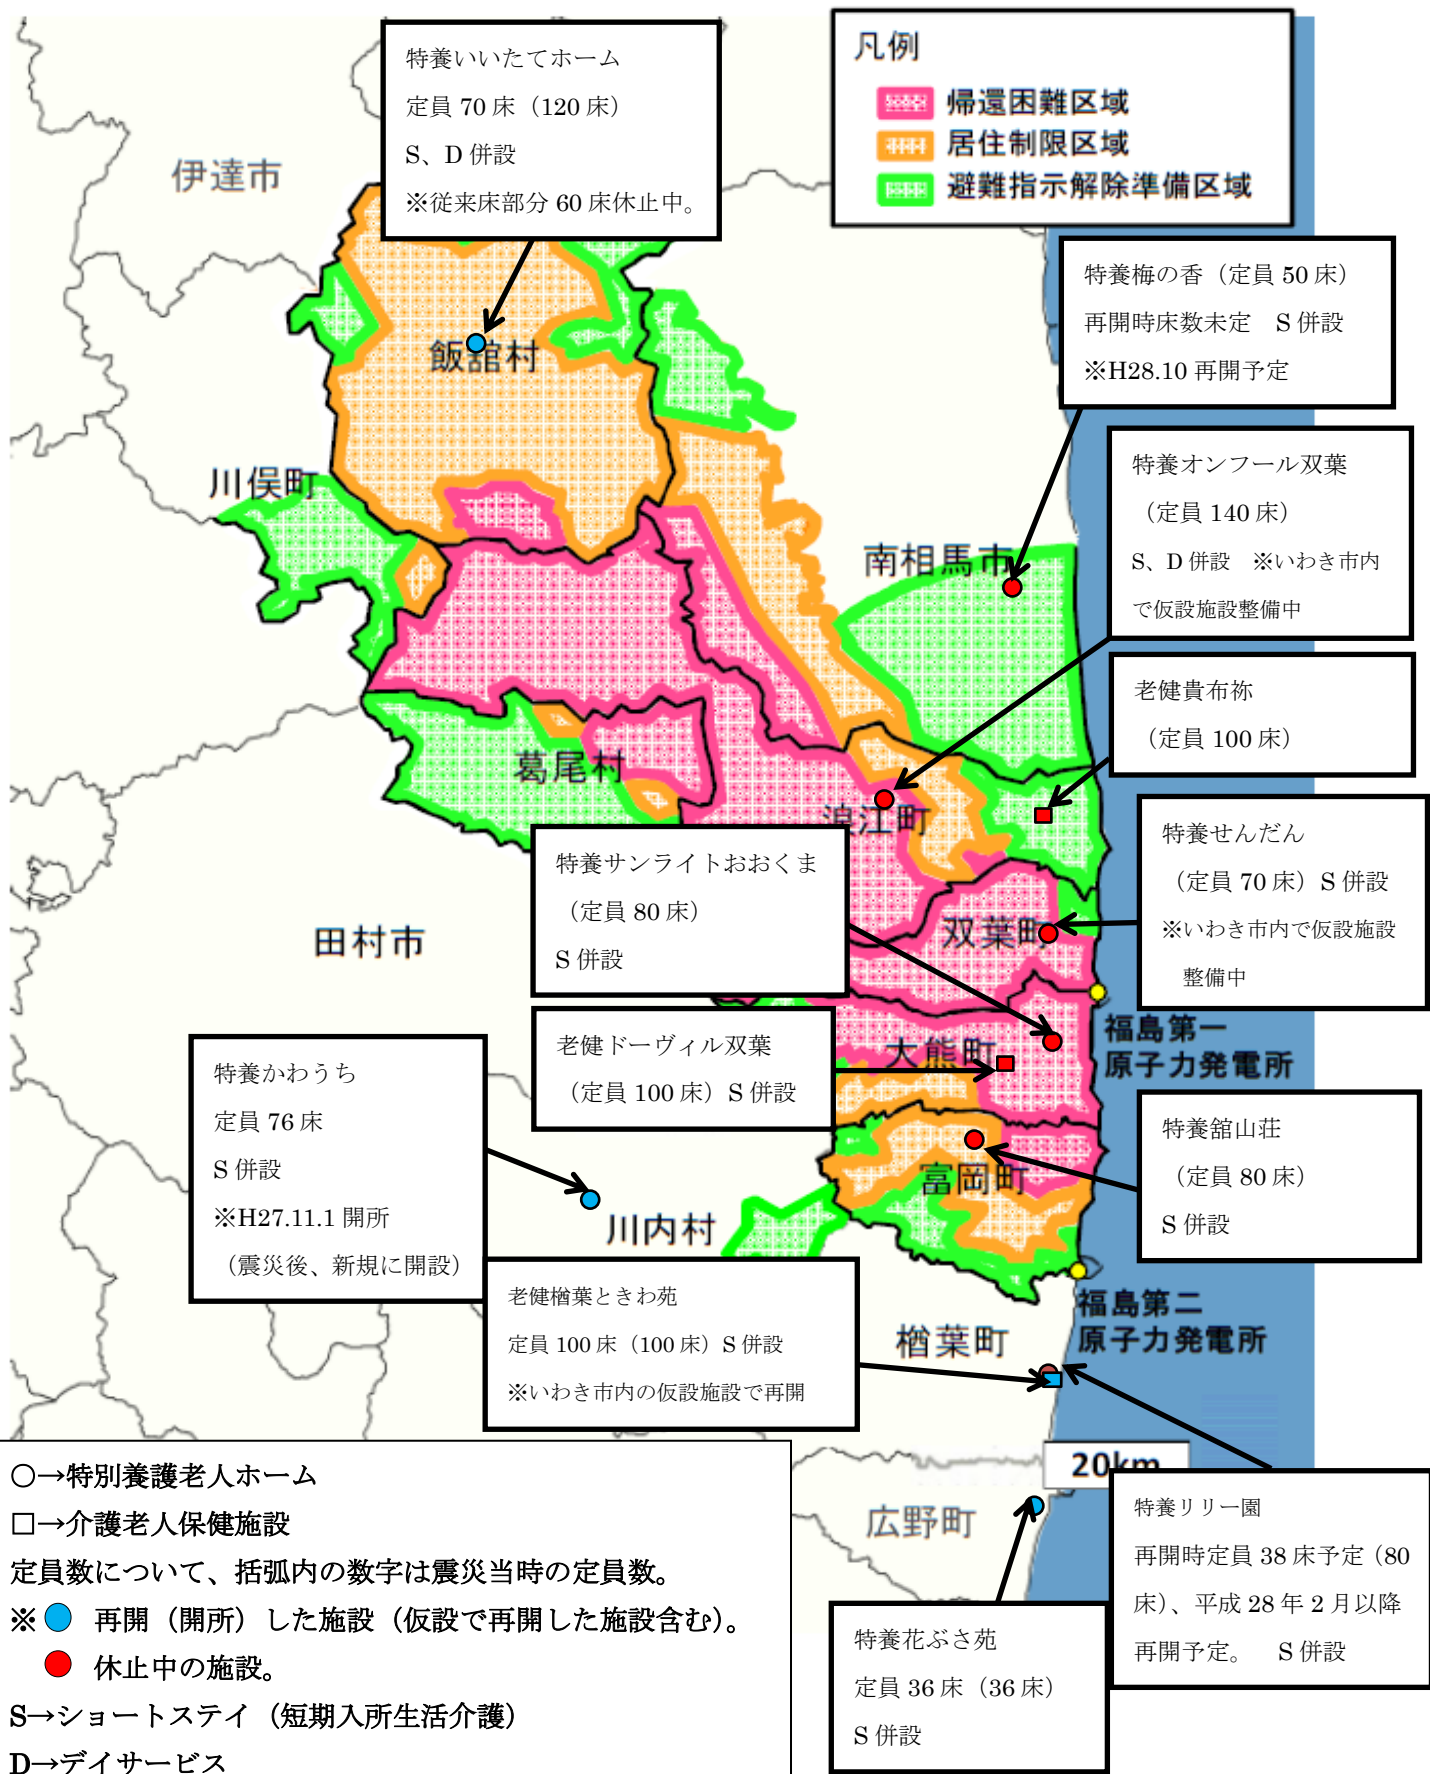 特養いいたてホーム
定員 70 床（120 床）
S、D 併設
※従来床部分 60 床休止中。
凡例
帰還困難区域
居住制限区域
避難指示解除準備区域
伊達市
特養梅の香（定員 50 床）
再開時床数未定　S 併設
※H28.10 再開予定
飯舘村
特養オンフール双葉
（定員 140 床）
S、D 併設　※いわき市内
で仮設施設整備中
川俣町
南相馬市
老健貴布祢
（定員 100 床）
葛尾村
浪江町
特養せんだん
（定員 70 床）S 併設
※いわき市内で仮設施設
整備中
特養サンライトおおくま
（定員 80 床）
S 併設
田村市
双葉町
福島第一
原子力発電所
老健ドーヴィル双葉
（定員 100 床）S 併設
大熊町
特養かわうち
定員 76 床
S 併設
※H27.11.1 開所
（震災後、新規に開設）
特養舘山荘
（定員 80 床）
S 併設
富岡町
川内村
老健楢葉ときわ苑
定員 100 床（100 床）S 併設
※いわき市内の仮設施設で再開
福島第二
原子力発電所
楢葉町
20km
広野町
特養リリー園
再開時定員 38 床予定（80
床）、平成 28 年 2 月以降
再開予定。　S 併設
特養花ぶさ苑
定員 36 床（36 床）
S 併設
○→特別養護老人ホーム
□→介護老人保健施設
定員数について、括弧内の数字は震災当時の定員数。
※ 再開（開所）した施設（仮設で再開した施設含む）。
休止中の施設。
S→ショートステイ（短期入所生活介護）
D→デイサービス